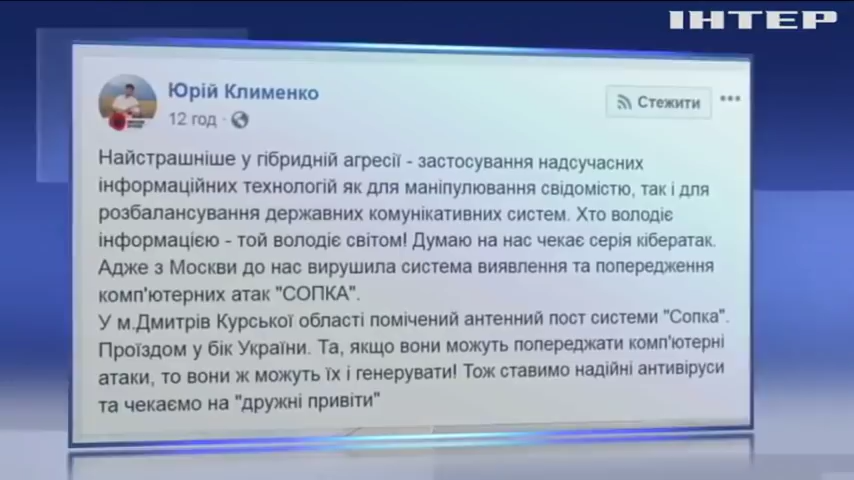 ІНТЕР
Юрій Клименко
12 год ·
Стежити
Найстрашніше у гібридній агресії - застосування надсучасних
інформаційних технологій як для маніпулювання свідомістю, так і для
розбалансування державних комунікативних систем. Хто володіє
інформацією - той володіє світом! Думаю на нас чекає серія кібератак.
Адже з Москви до нас вирушила система виявлення та попередження
комп'ютерних атак "СОПКА".
У м.Дмитрів Курської області помічений антенний пост системи "Сопка".
Проїздом у бік України. Та, якщо вони можуть попереджати комп'ютерні
атаки, то вони ж можуть їх і генерувати! Тож ставимо надійні антивіруси
та чекаємо на "дружні привіти"